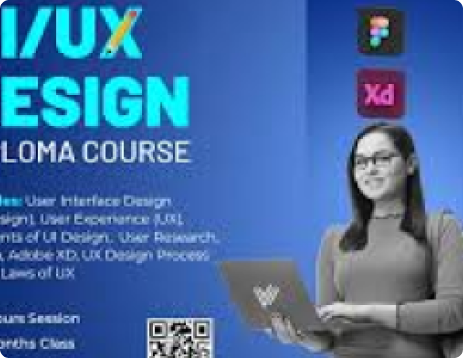 I/UX
ESIGN
LOMA COURSE
les: User Interface Design
sign), User Experience (UX),
nts of UI Design, User Research,
, Adobe XD, UX Design Process
Laws of UX
ours Session
onths Class
Xd